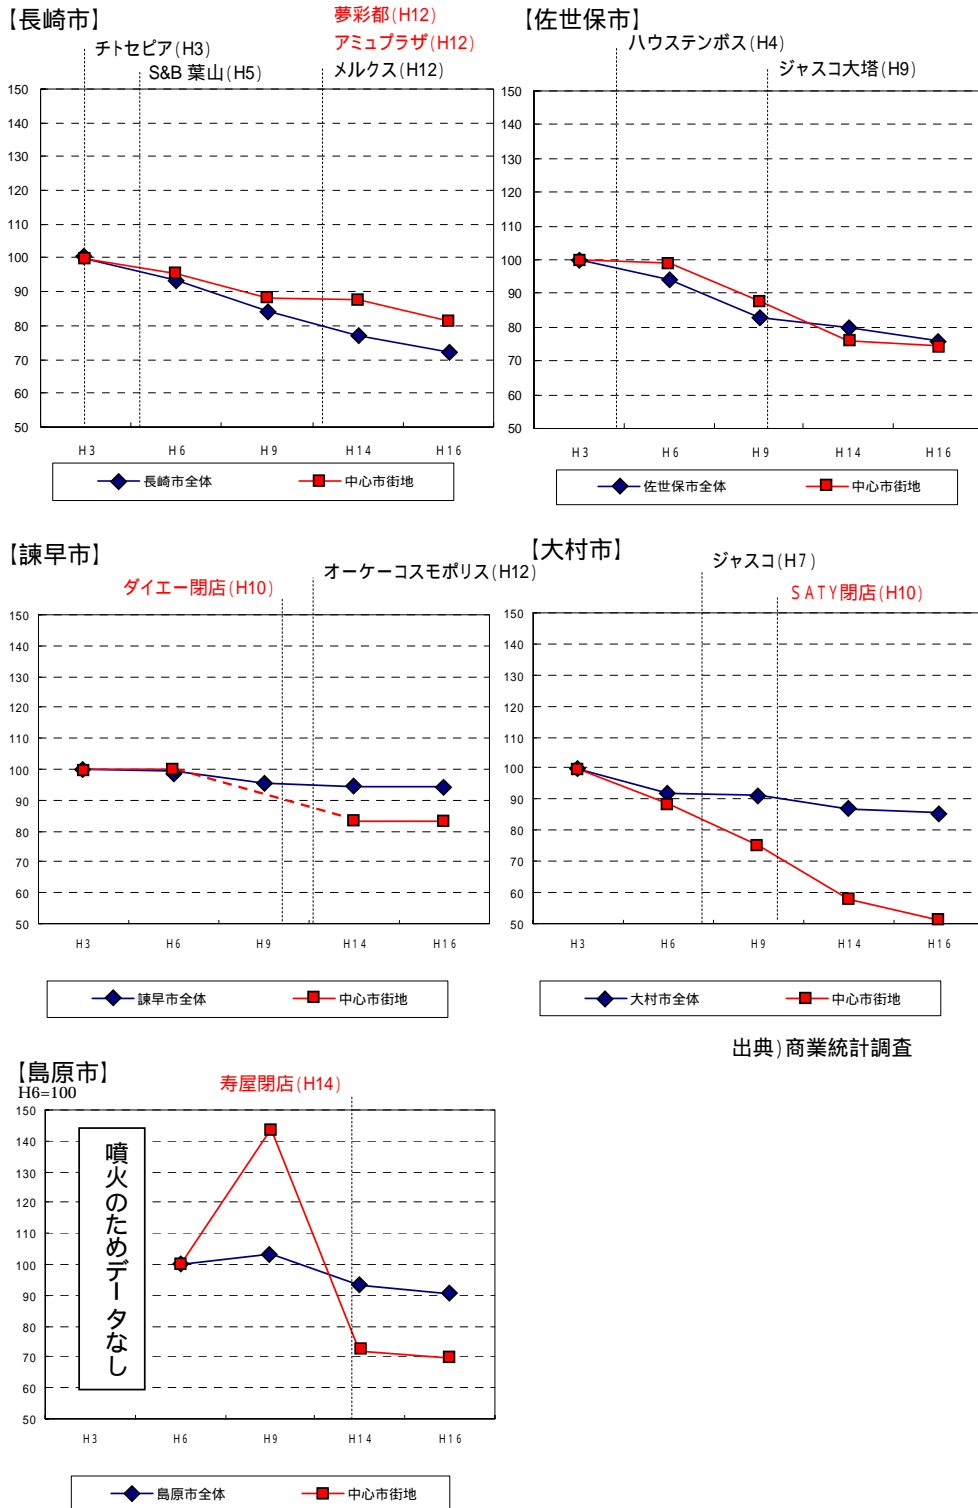 【長崎市】
夢彩都(H12)
アミュプラザ(H12)
チトセピア(H3)
S&B 葉山(H5)
メルクス(H12)
150
140
130
120
110
100
90
80
70
60
50
H3 H6 H9 H14 H16
長崎市全体 中心市街地
【佐世保市】
ハウステンボス(H4)
ジャスコ大塔(H9)
150
140
130
120
110
100
90
80
70
60
50
H3 H6 H9 H14 H16
佐世保市全体 中心市街地
【諫早市】
オーケーコスモポリス(H12)
ダイエー閉店(H10)
150
140
130
120
110
100
90
80
70
60
50
H3 H6 H9 H14 H16
諫早市全体 中心市街地
【大村市】
ジャスコ(H7)
SATY閉店(H10)
150
140
130
120
110
100
90
80
70
60
50
H3 H6 H9 H14 H16
大村市全体 中心市街地
出典)商業統計調査
【島原市】
H6=100
寿屋閉店(H14)
150
140
130
120
110
100
90
80
70
60
50
噴火のためデータなし
H3 H6 H9 H14 H16
島原市全体 中心市街地